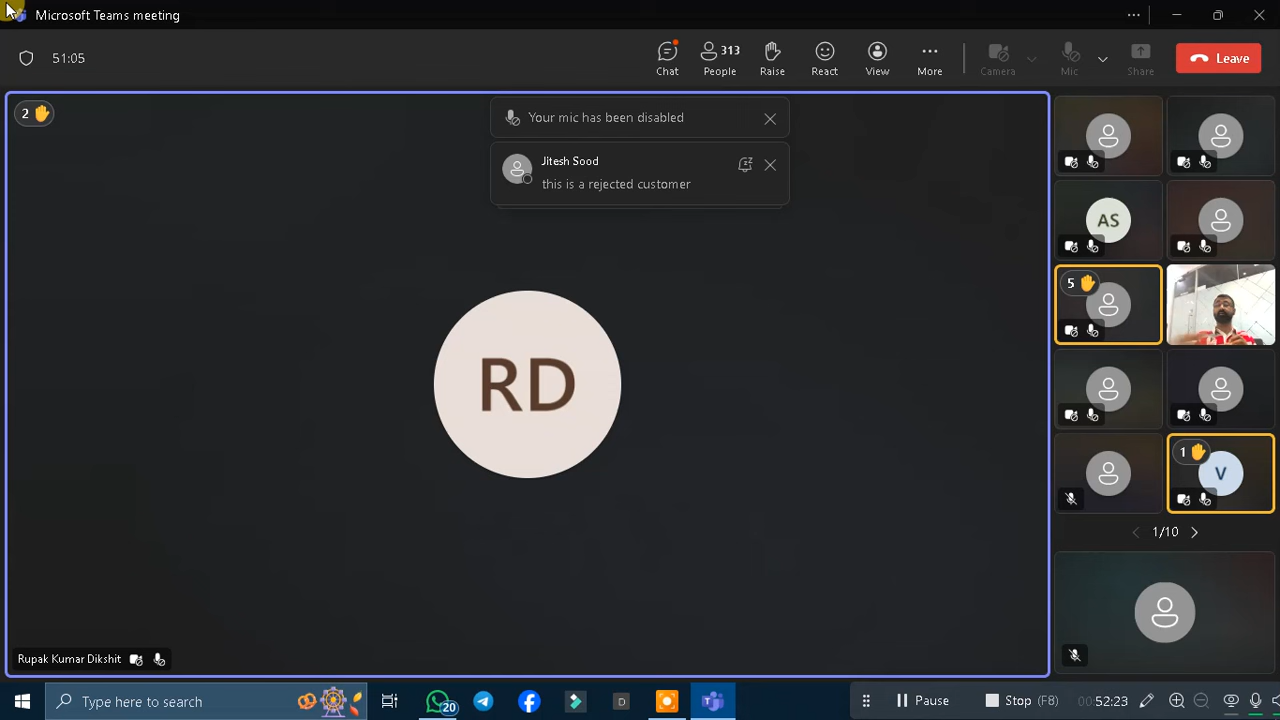 Microsoft Teams meeting
51:05
Chat
313
People
Raise
React
View
More
Camera
Mic
Share
Leave
2
Your mic has been disabled
Jitesh Sood
this is a rejected customer
RD
Rupak Kumar Dikshit
AS
5
1
V
1/10
Type here to search
20
D
Pause
Stop (F8)
00:52:23